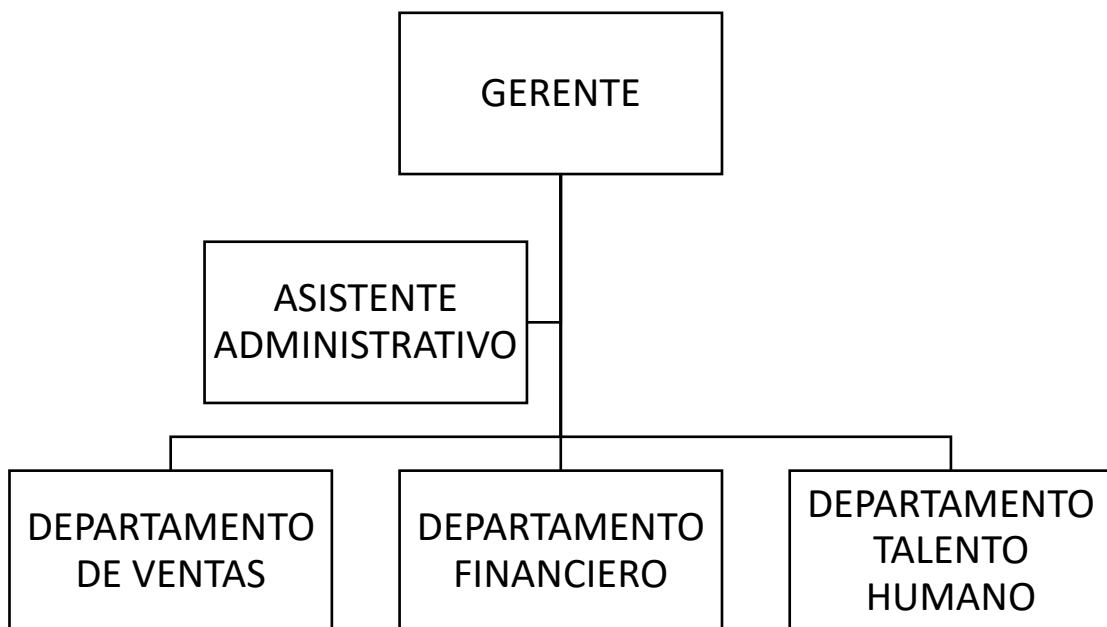 GERENTE
ASISTENTE
ADMINISTRATIVO
DEPARTAMENTO
DE VENTAS
DEPARTAMENTO
FINANCIERO
DEPARTAMENTO
TALENTO
HUMANO